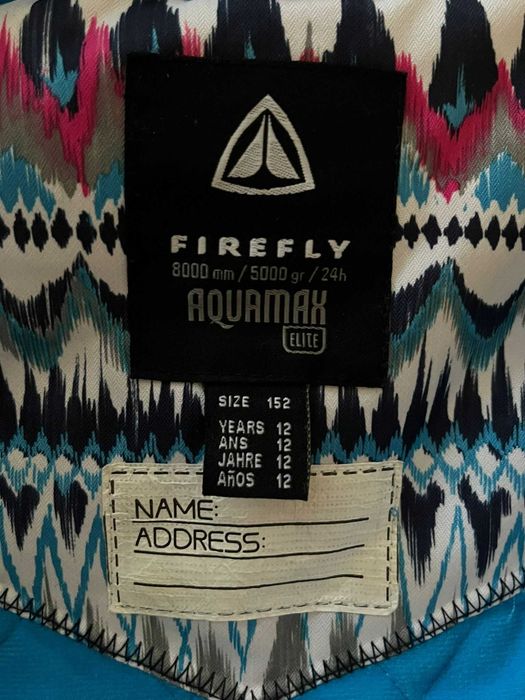 FIREFLY
8000 mm / 5000 gr / 24h
AQUAMAX
ELITE
SIZE 152
YEARS 12
ANS 12
JAHRE 12
AÑOS 12
NAME:
ADDRESS: